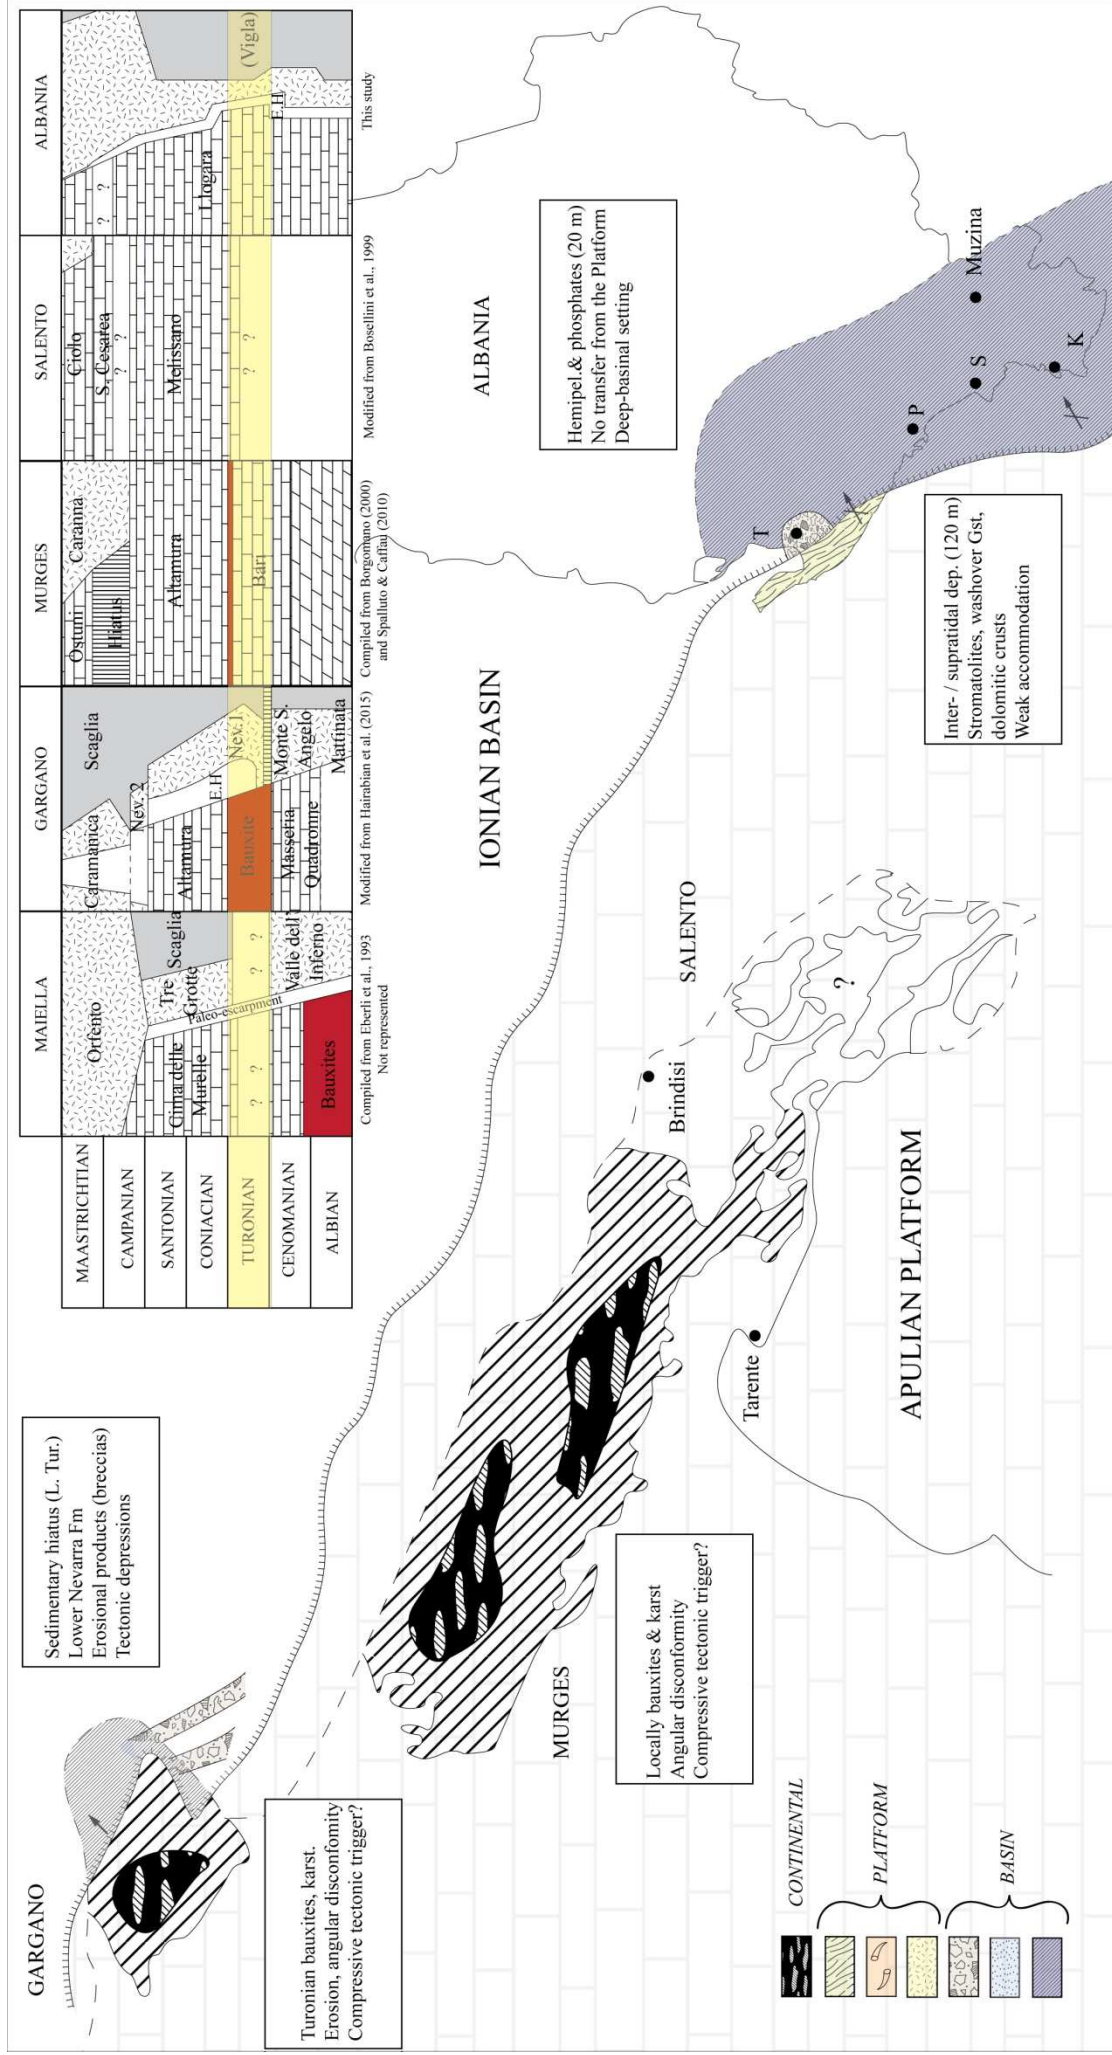 MAIELLA
GARGANO
MURGES
SALENTO
ALBANIA
MAASTRICHTIAN
CAMPANIAN
SANTONIAN
CONIACIAN
TURONIAN
CENOMANIAN
ALBIAN
Orfento
Scaglia
Tre
Grotte
Cima delle
Murelle
Paleo-escarpment
? ?
? ?
Valle dell'
Inferno
Bauxites
Caramanica
Scaglia
Nev. 2
Altamura
E.H
Bauxite
Nev.1
Masseria
Quadronne
Monte S.
Angelo
Mattinata
Ostuni
Caranna
Hiatus
Altamura
Bari
Ciolo
S. Cesarea
? ?
Melissano
?
? ?
Llogara
E.H
(Vigla)
Compiled from Eberli et al., 1993
Not represented
Modified from Hairabian et al. (2015)
Compiled from Borgomano (2000)
and Spalluto & Caffau (2010)
Modified from Bosellini et al., 1999
This study
GARGANO
Sedimentary hiatus (L. Tur.)
Lower Nevarra Fm
Erosional products (breccias)
Tectonic depressions
Turonian bauxites, karst.
Erosion, angular disconfomity
Compressive tectonic trigger?
IONIAN BASIN
ALBANIA
Hemipel.& phosphates (20 m)
No transfer from the Platform
Deep-basinal setting
MURGES
Locally bauxites & karst
Angular disconformity
Compressive tectonic trigger?
Brindisi
SALENTO
Tarente
?
APULIAN PLATFORM
T
P
S
Muzina
K
Inter- / supratidal dep. (120 m)
Stromatolites, washover Gst,
dolomitic crusts
Weak accommodation
CONTINENTAL
PLATFORM
BASIN